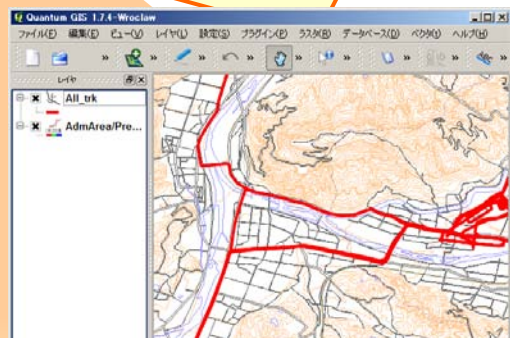 Quantum GIS 1.7.4-Wroclaw
ファイル(F) 編集(E) ビュー(V) レイヤ(L) 設定(S) プラグイン(P) ラスタ(R) データベース(D) ベクタ(O) ヘルプ(H)
レイヤ
All_trk
AdmArea/Pre...